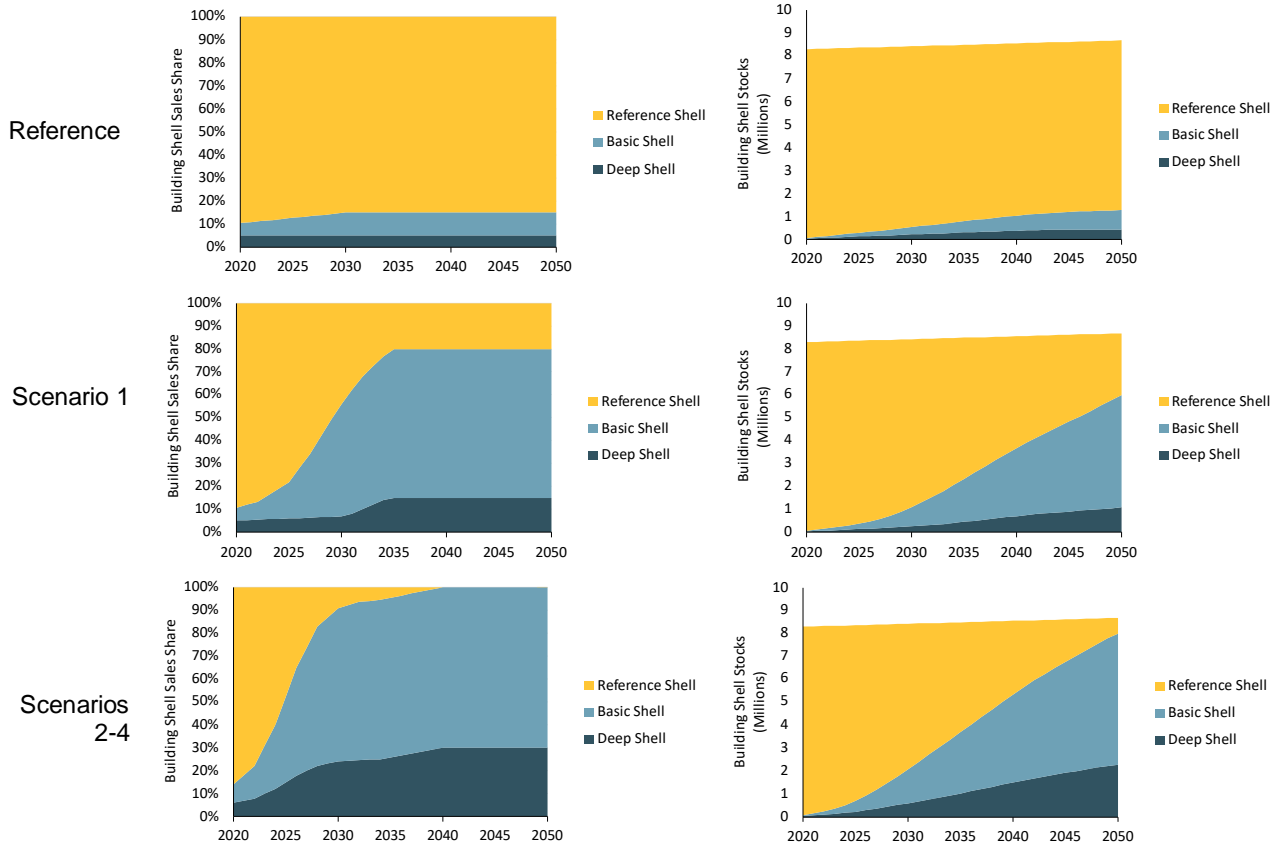 Reference
Building Shell Sales Share
100%
90%
80%
70%
60%
50%
40%
30%
20%
10%
0%
2020 2025 2030 2035 2040 2045 2050
Reference Shell
Basic Shell
Deep Shell
Building Shell Stocks
(Millions)
10
9
8
7
6
5
4
3
2
1
0
2020 2025 2030 2035 2040 2045 2050
Reference Shell
Basic Shell
Deep Shell
Scenario 1
Building Shell Sales Share
100%
90%
80%
70%
60%
50%
40%
30%
20%
10%
0%
2020 2025 2030 2035 2040 2045 2050
Reference Shell
Basic Shell
Deep Shell
Building Shell Stocks
(Millions)
10
9
8
7
6
5
4
3
2
1
0
2020 2025 2030 2035 2040 2045 2050
Reference Shell
Basic Shell
Deep Shell
Scenarios
2-4
Building Shell Sales Share
100%
90%
80%
70%
60%
50%
40%
30%
20%
10%
0%
2020 2025 2030 2035 2040 2045 2050
Reference Shell
Basic Shell
Deep Shell
Building Shell Stocks
(Millions)
10
9
8
7
6
5
4
3
2
1
0
2020 2025 2030 2035 2040 2045 2050
Reference Shell
Basic Shell
Deep Shell